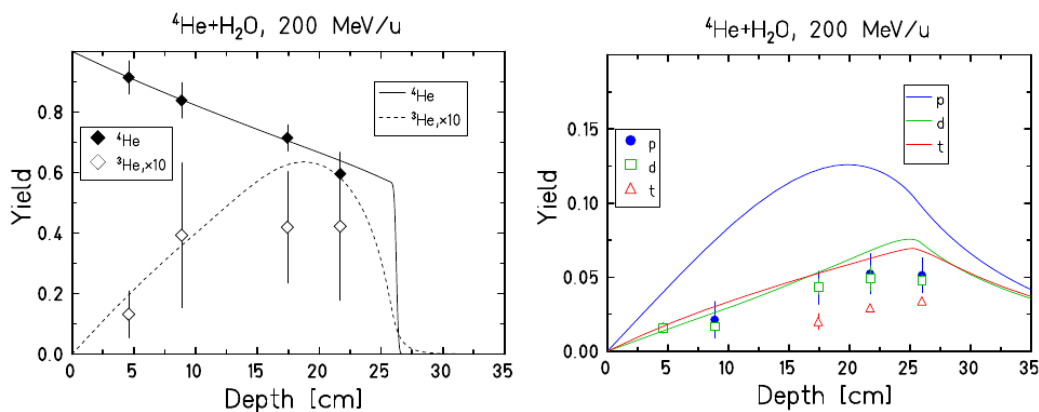 ⁴He+H₂O, 200 MeV/u
Yield
0.8
0.6
0.4
0.2
0.0
⁴He
³He,×10
⁴He
³He,×10
0 5 10 15 20 25 30 35
Depth [cm]
⁴He+H₂O, 200 MeV/u
Yield
0.15
0.10
0.05
0.00
p
d
t
p
d
t
0 5 10 15 20 25 30 35
Depth [cm]